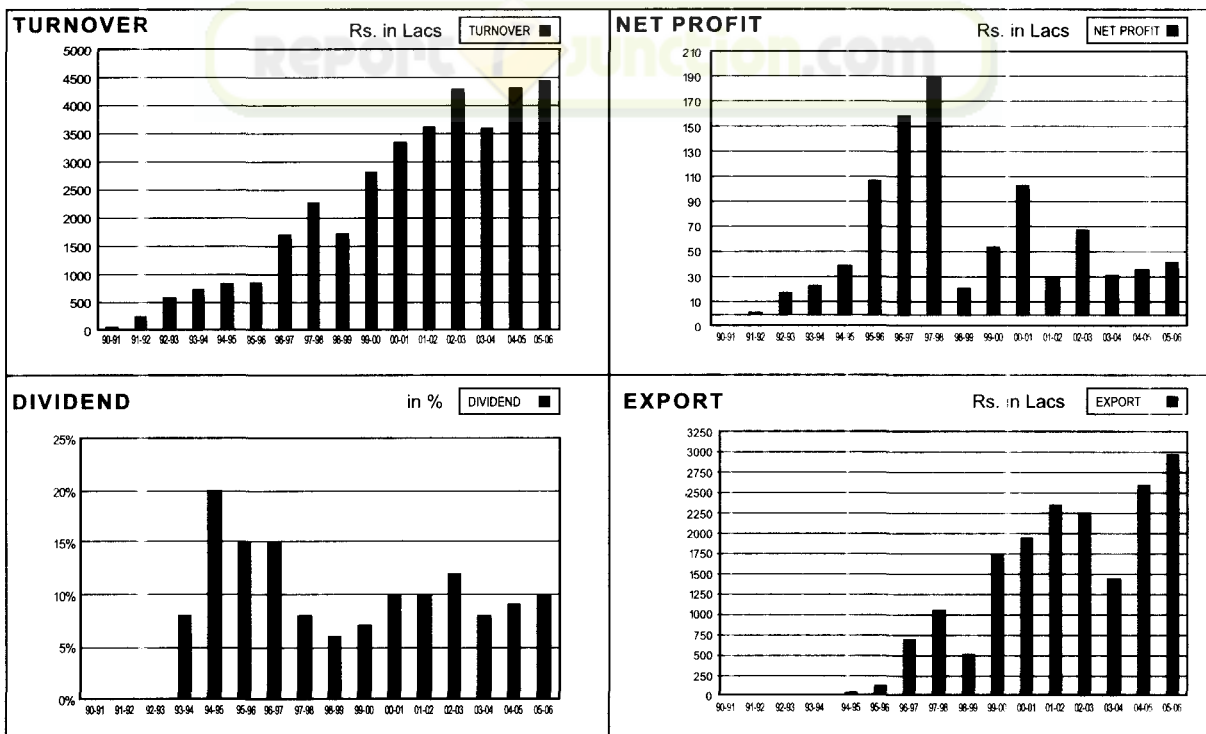 Report Junction.com
TURNOVER
Rs. in Lacs
TURNOVER
5000
4500
4000
3500
3000
2500
2000
1500
1000
500
0
90-91 91-92 92-93 93-94 94-95 95-96 96-97 97-98 98-99 99-00 00-01 01-02 02-03 03-04 04-05 05-06
NET PROFIT
Rs. in Lacs
NET PROFIT
210
190
170
150
130
110
90
70
50
30
10
0
90-91 91-92 92-93 93-94 94-95 95-96 96-97 97-98 98-99 99-00 00-01 01-02 02-03 03-04 04-05 05-06
DIVIDEND
in %
DIVIDEND
25%
20%
15%
10%
5%
0%
90-91 91-92 92-93 93-94 94-95 95-96 96-97 97-98 98-99 99-00 00-01 01-02 02-03 03-04 04-05 05-06
EXPORT
Rs. in Lacs
EXPORT
3250
3000
2750
2500
2250
2000
1750
1500
1250
1000
750
500
250
0
90-91 91-92 92-93 93-94 94-95 95-96 96-97 97-98 98-99 99-00 00-01 01-02 02-03 03-04 04-05 05-06